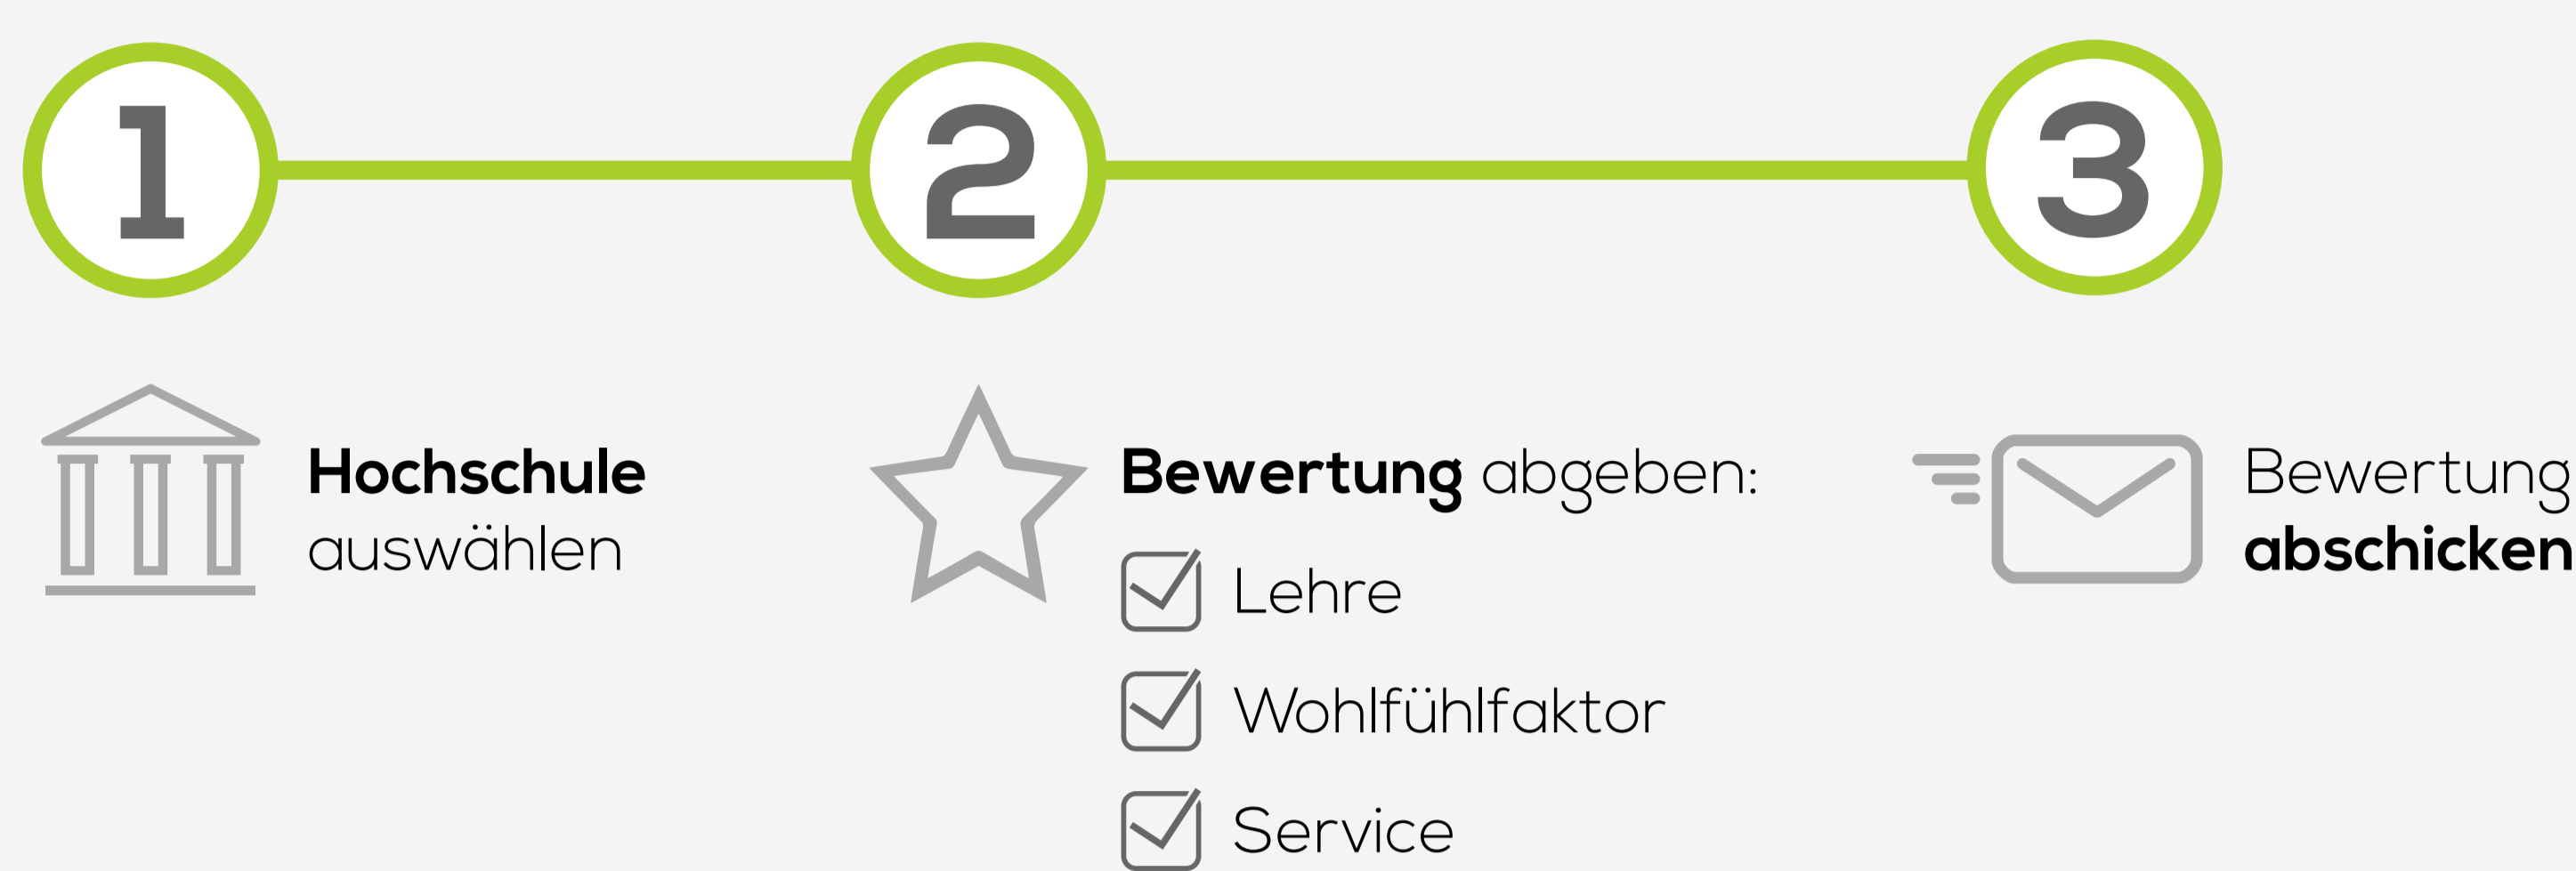 1
2
3
Hochschule
auswählen
Bewertung abgeben:
Lehre
Wohlfühlfaktor
Service
Bewertung
abschicken